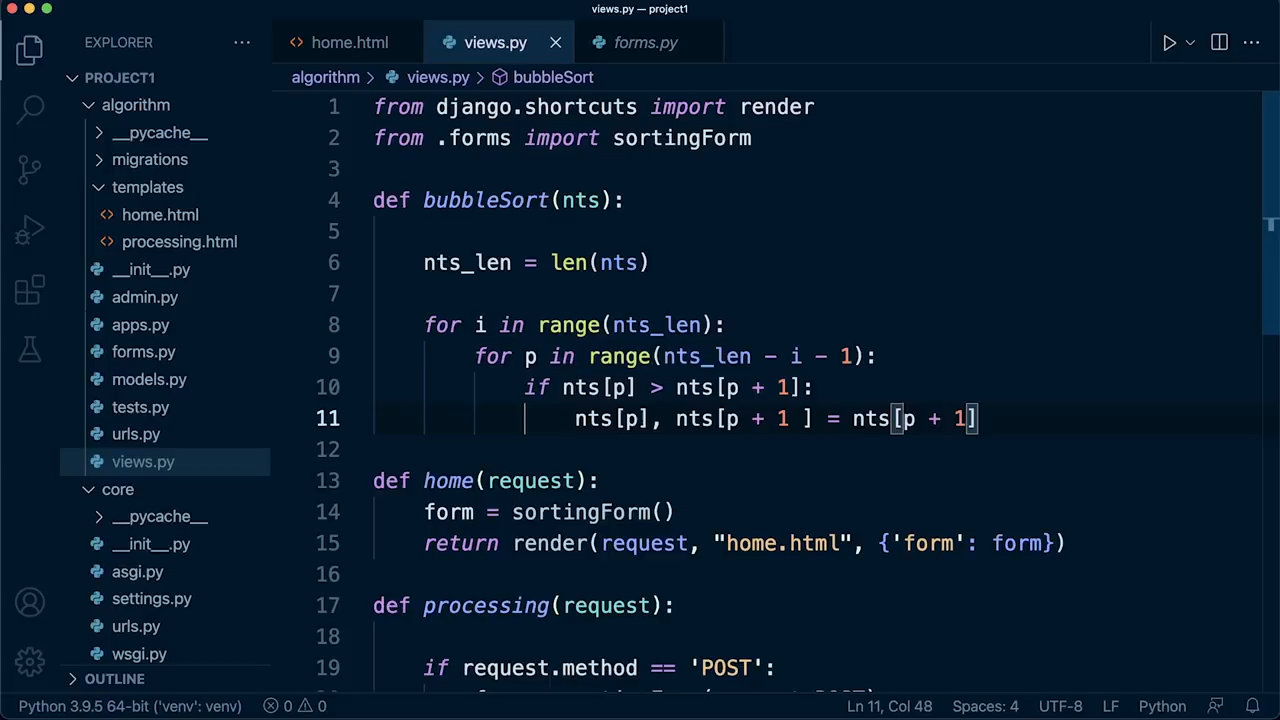 views.py — project1
EXPLORER
home.html
views.py
forms.py
PROJECT1
algorithm
__pycache__
migrations
templates
home.html
processing.html
__init__.py
admin.py
apps.py
forms.py
models.py
tests.py
urls.py
views.py
core
__pycache__
__init__.py
asgi.py
settings.py
urls.py
wsgi.py
OUTLINE
algorithm > views.py > bubbleSort
1 from django.shortcuts import render
2 from .forms import sortingForm
3
4 def bubbleSort(nts):
5
6 nts_len = len(nts)
7
8 for i in range(nts_len):
9 for p in range(nts_len - i - 1):
10 if nts[p] > nts[p + 1]:
11 nts[p], nts[p + 1 ] = nts[p + 1]
12
13 def home(request):
14 form = sortingForm()
15 return render(request, "home.html", {'form': form})
16
17 def processing(request):
18
19 if request.method == 'POST':
Python 3.9.5 64-bit ('venv': venv) 0 0 Ln 11, Col 48 Spaces: 4 UTF-8 LF Python